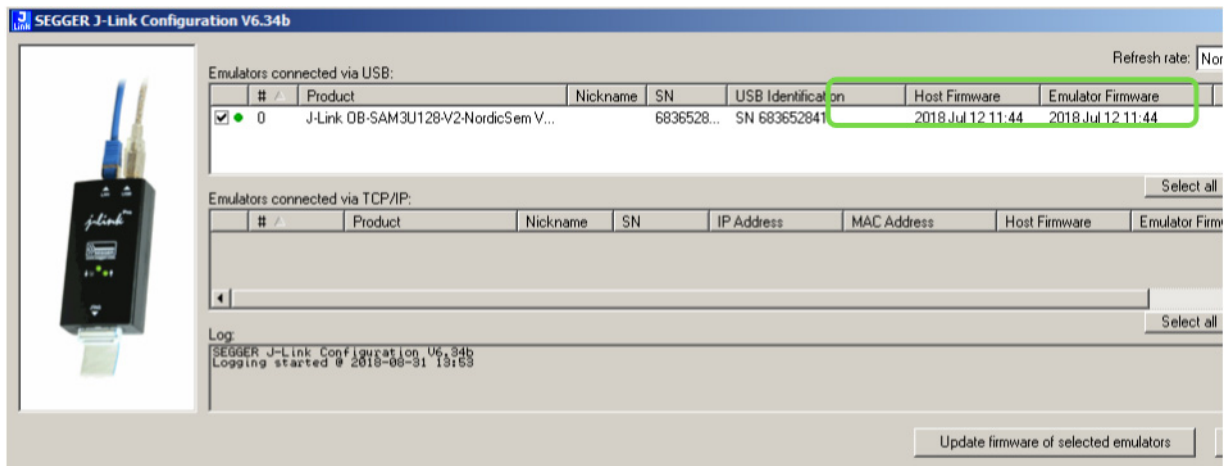 J Link SEGGER J-Link Configuration V6.34b
Refresh rate: Nor
Emulators connected via USB:
# Product Nickname SN USB Identification Host Firmware Emulator Firmware
0 J-Link OB-SAM3U128-V2-NordicSem V... 6836528... SN 683652841 2018 Jul 12 11:44 2018 Jul 12 11:44
Select all
Emulators connected via TCP/IP:
# Product Nickname SN IP Address MAC Address Host Firmware Emulator Firm
Select all
J-Link
Log:
SEGGER J-Link Configuration V6.34b
Logging started @ 2018-08-31 13:53
Update firmware of selected emulators